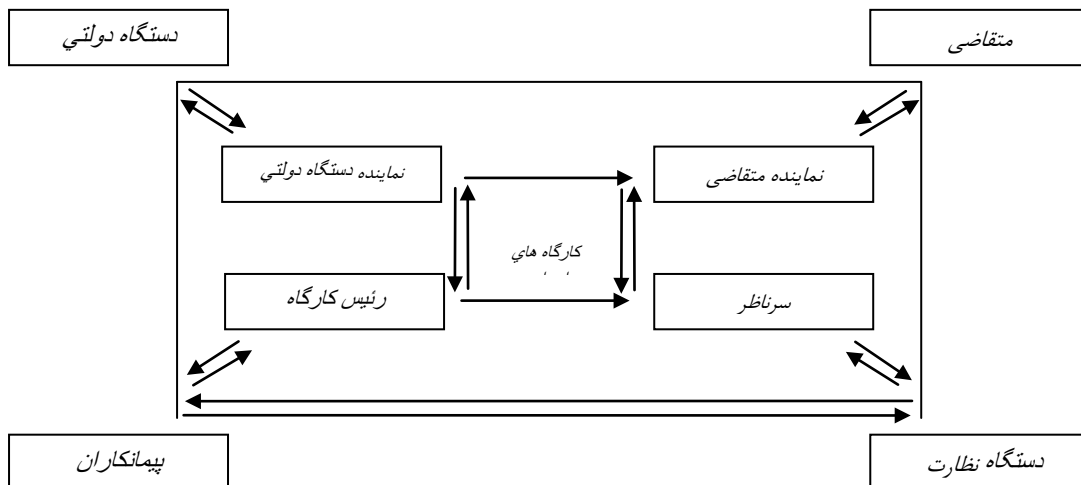 متقاضی
دستگاه دولتي
نماینده متقاضی
نماینده دستگاه دولتي
کارگاه هاي
سرناظر
رئیس کارگاه
دستگاه نظارت
پیمانکاران